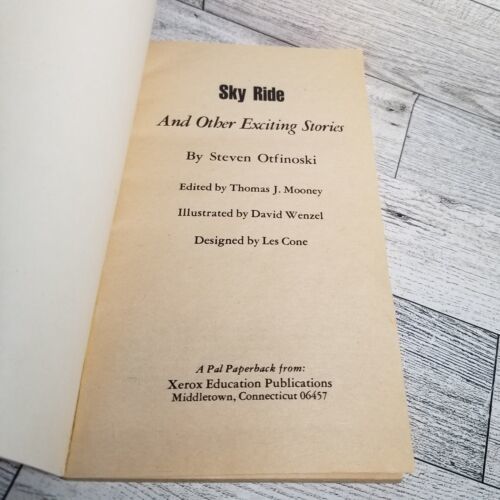 Sky Ride
And Other Exciting Stories
By Steven Otfinoski
Edited by Thomas J. Mooney
Illustrated by David Wenzel
Designed by Les Cone
A Pal Paperback from:
Xerox Education Publications
Middletown, Connecticut 06457